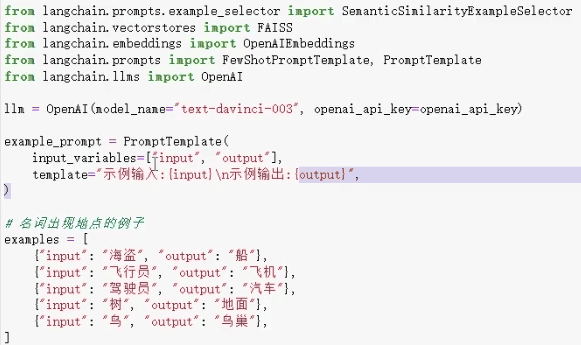 from langchain.prompts.example_selector import SemanticSimilarityExampleSelector
from langchain.vectorstores import FAISS
from langchain.embeddings import OpenAIEmbeddings
from langchain.prompts import FewShotPromptTemplate, PromptTemplate
from langchain.llms import OpenAI

llm = OpenAI(model_name="text-davinci-003", openai_api_key=openai_api_key)

example_prompt = PromptTemplate(
    input_variables=["input", "output"],
    template="示例输入:{input}\n示例输出:{output}",
)

# 名词出现地点的例子
examples = [
    {"input": "海盗", "output": "船"},
    {"input": "飞行员", "output": "飞机"},
    {"input": "驾驶员", "output": "汽车"},
    {"input": "树", "output": "地面"},
    {"input": "鸟", "output": "鸟巢"},
]